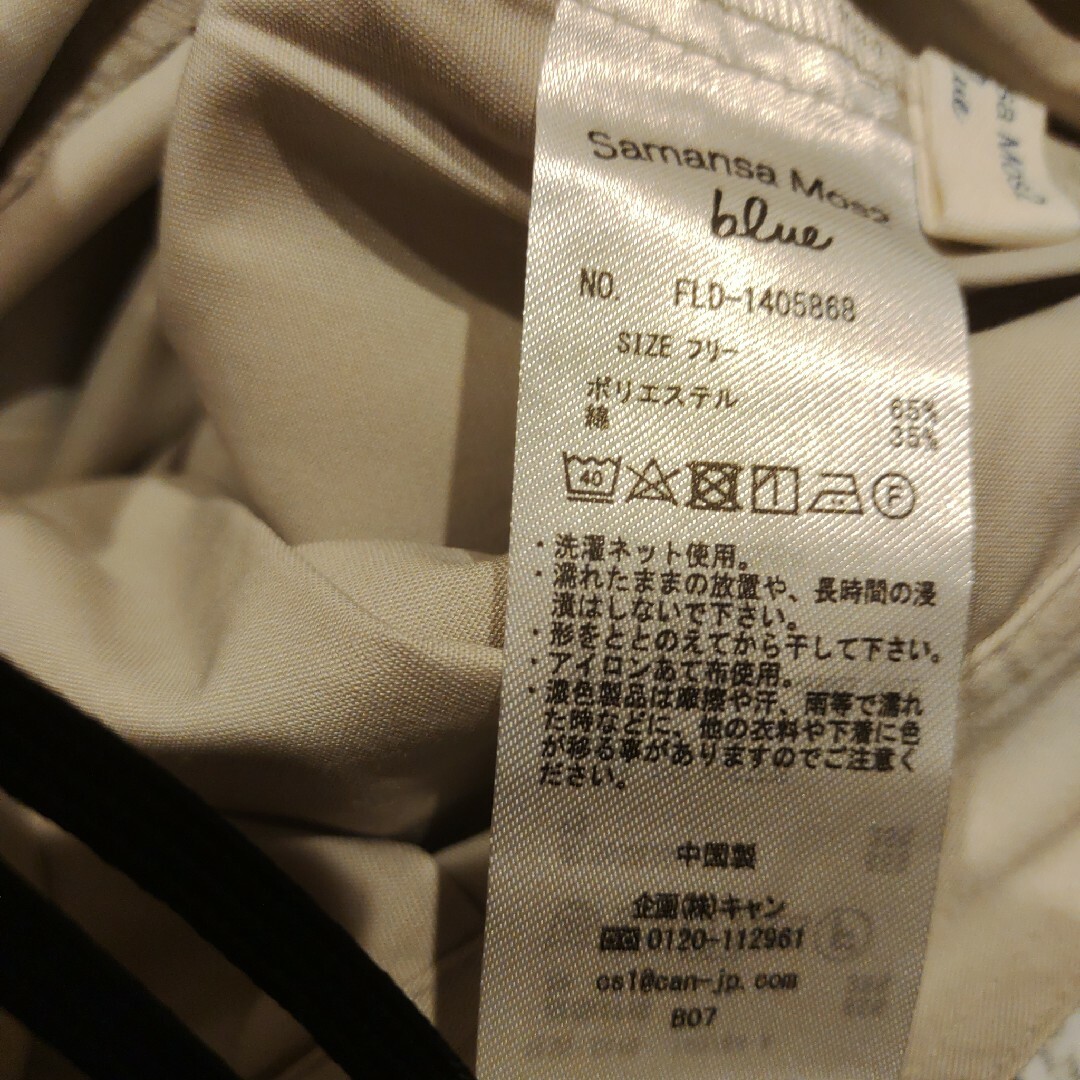 Samansa Mos2
blue
NO. FLD-1405868
SIZE フリー
ポリエステル 65%
綿 35%
40
F
・洗濯ネット使用。
・濡れたままの放置や、長時間の浸
漬はしないで下さい。
・形をととのえてから干して下さい。
・アイロンあて布使用。
・濃色製品は摩擦や汗、雨等で濡れ
た時などに、他の衣料や下着に色
が移る事がありますのでご注意く
ださい。
中国製
企画(株)キャン
0120-112961
cs1@can-jp.com
B07
sa Mos2
lue